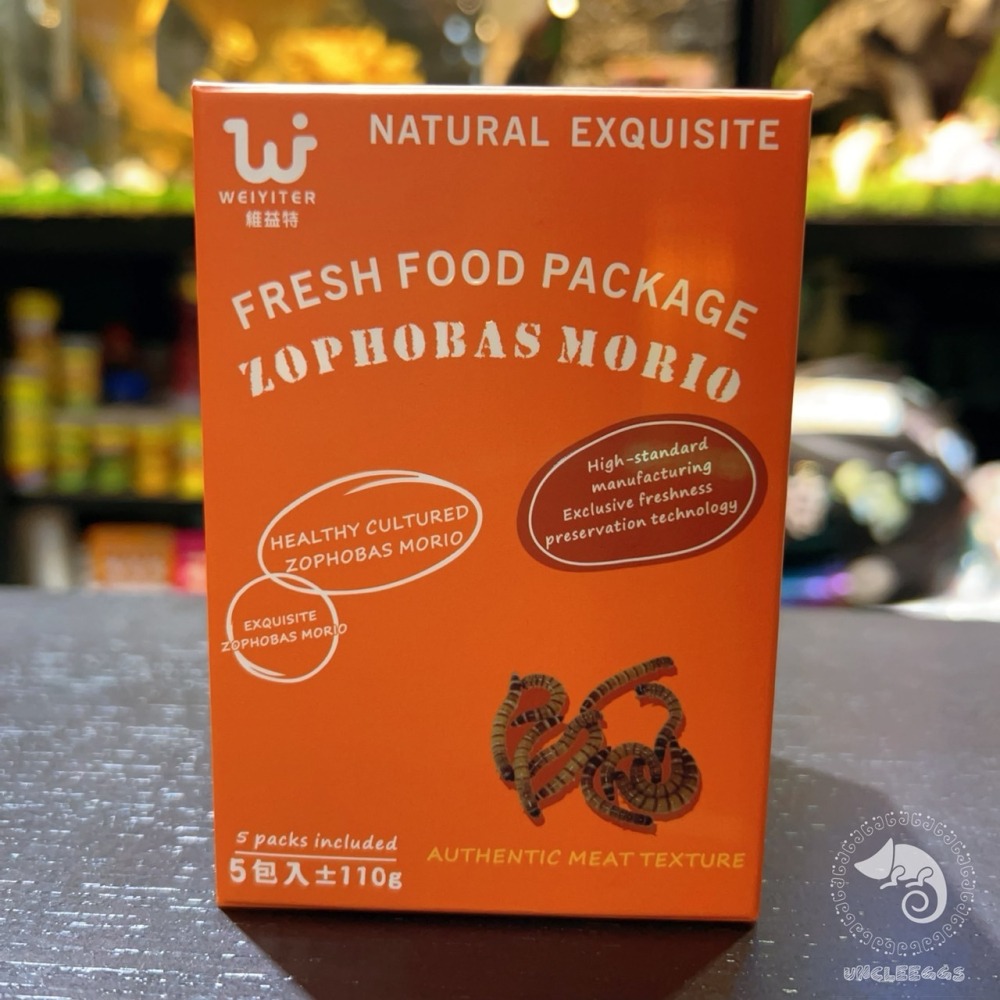 WEIYITER
維益特
NATURAL EXQUISITE
FRESH FOOD PACKAGE
ZOPHOBAS MORIO
High-standard
manufacturing
Exclusive freshness
preservation technology
HEALTHY CULTURED
ZOPHOBAS MORIO
EXQUISITE
ZOPHOBAS MORIO
5 packs included
5包入±110g
AUTHENTIC MEAT TEXTURE
UNCLEEGGS